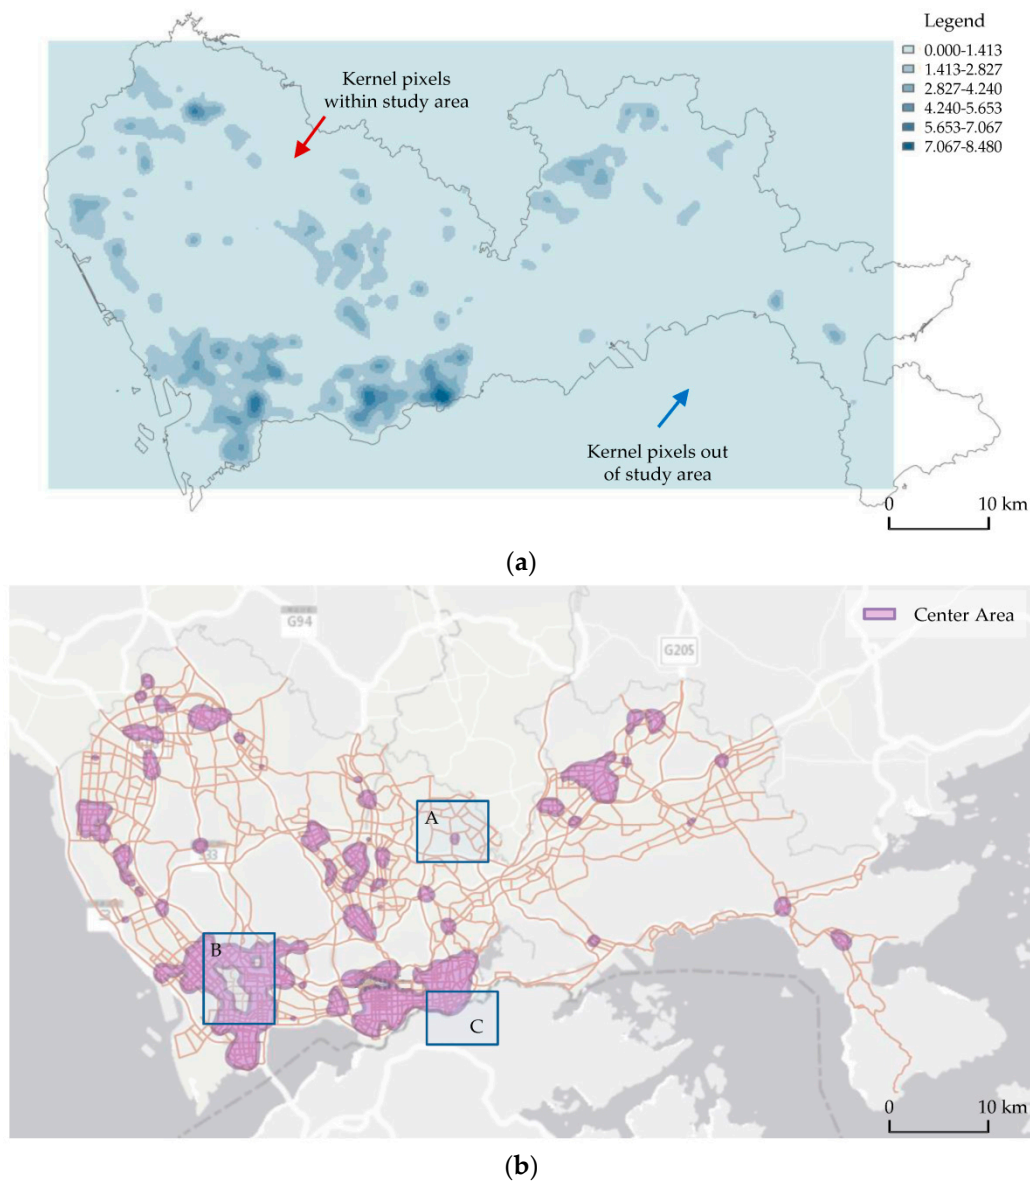 Legend
0.000-1.413
1.413-2.827
2.827-4.240
4.240-5.653
5.653-7.067
7.067-8.480
Kernel pixels
within study area
Kernel pixels out
of study area
0 10 km
(a)
G94
Center Area
G205
A
B
C
0 10 km
(b)